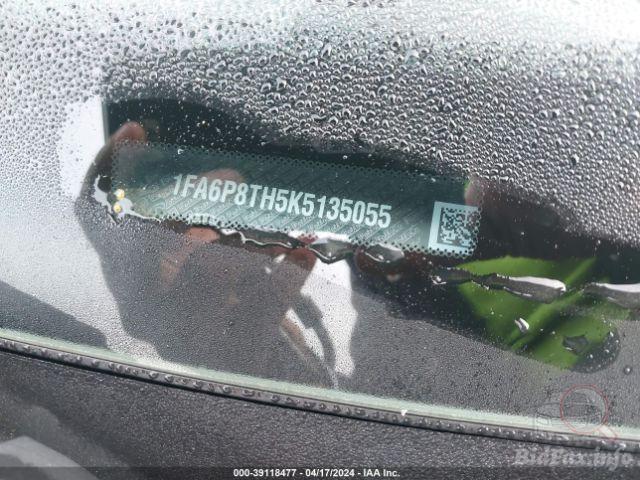 1FA6P8TH5K5135055
000-39118477 - 04/17/2024 - IAA Inc.
BidFax.info